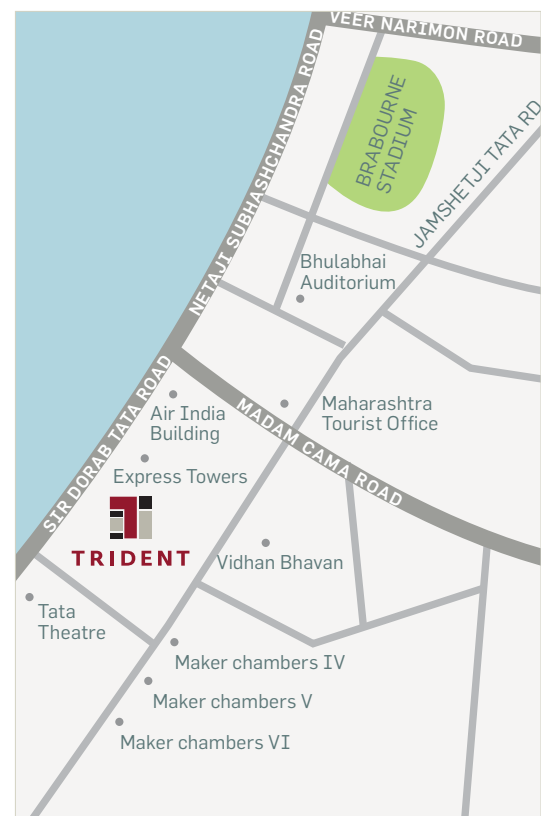 VEER NARIMON ROAD
NETAJI SUBHASHCHANDRA ROAD
BRABOURNE
STADIUM
JAMSHETJI TATA RD
Bhulabhai
Auditorium
SIR DORAB TATA ROAD
Air India
Building
MADAM CAMA ROAD
Maharashtra
Tourist Office
Express Towers
TRIDENT
Vidhan Bhavan
Tata
Theatre
Maker chambers IV
Maker chambers V
Maker chambers VI